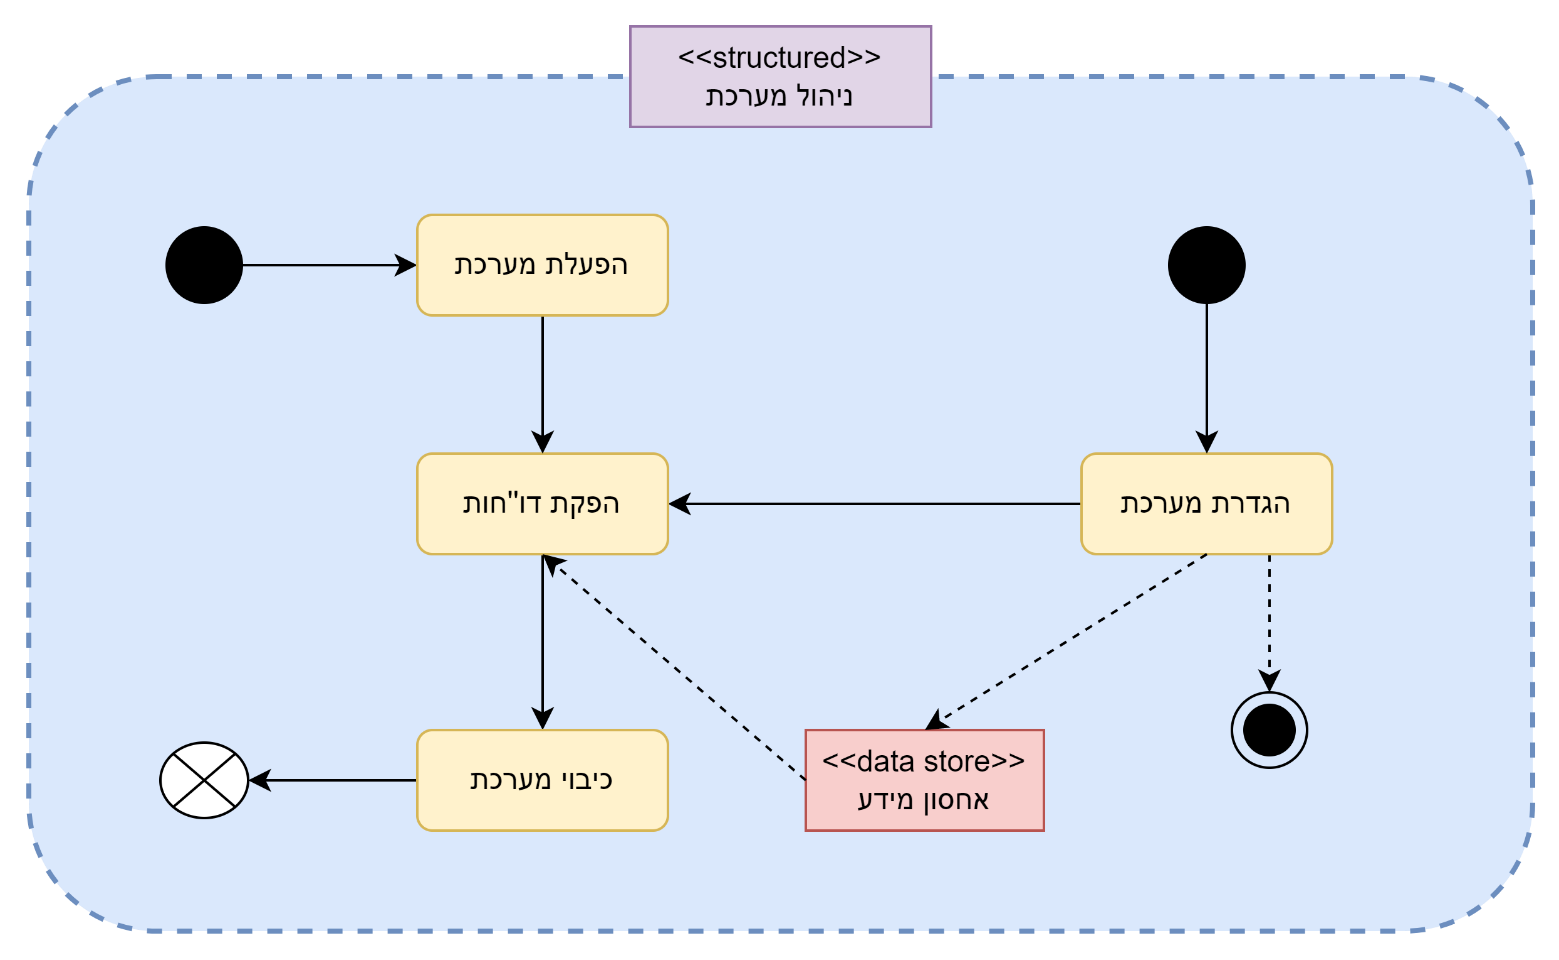 <<structured>>
ניהול מערכת
הפעלת מערכת
הפקת דו"חות
הגדרת מערכת
כיבוי מערכת
<<data store>>
אחסון מידע